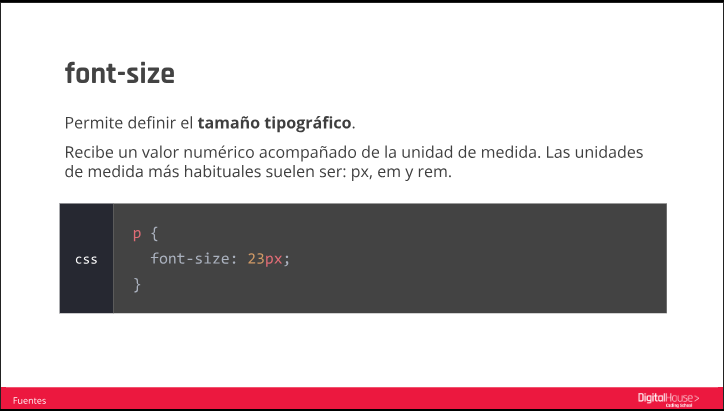 font-size
Permite definir el tamaño tipográfico.
Recibe un valor numérico acompañado de la unidad de medida. Las unidades
de medida más habituales suelen ser: px, em y rem.
css
p {
font-size: 23px;
}
Fuentes
DigitalHouse>
Coding School